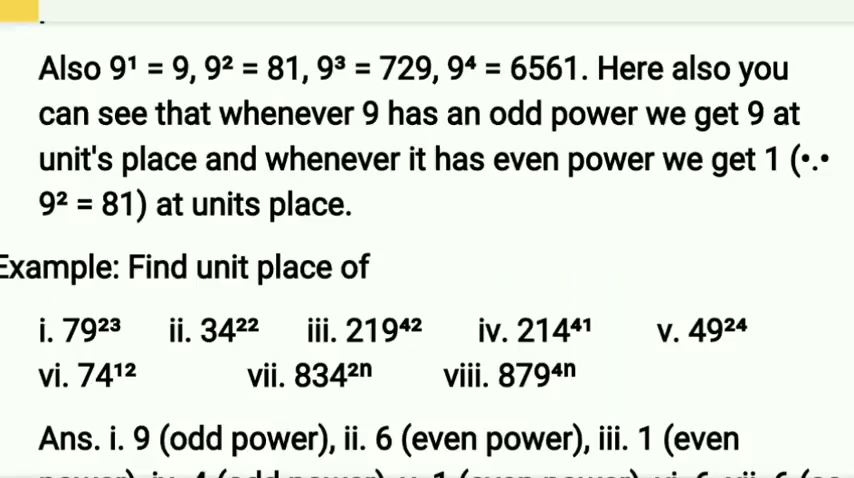 Also 9¹ = 9, 9² = 81, 9³ = 729, 9⁴ = 6561. Here also you
can see that whenever 9 has an odd power we get 9 at
unit's place and whenever it has even power we get 1 (∵
9² = 81) at units place.
Example: Find unit place of
i. 79²³ ii. 34²² iii. 219⁴² iv. 214⁴¹ v. 49²⁴
vi. 74¹² vii. 834²ⁿ viii. 879⁴ⁿ
Ans. i. 9 (odd power), ii. 6 (even power), iii. 1 (even